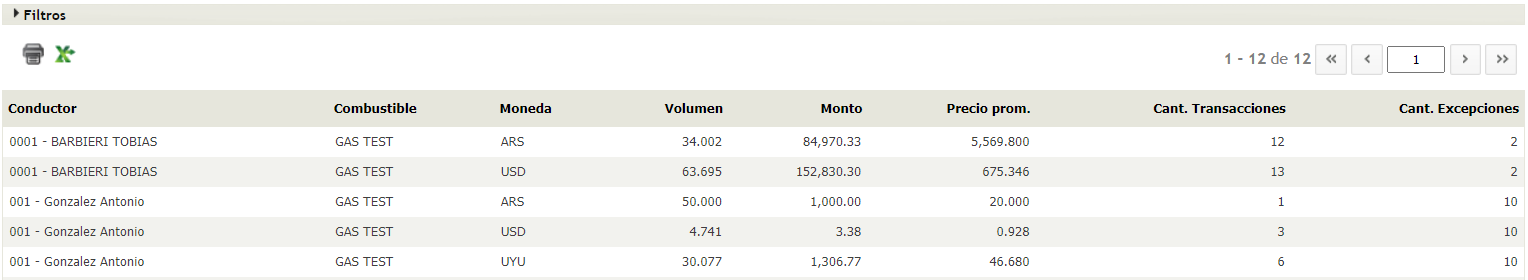 Filtros
1 - 12 de 12 « ‹ 1 › »
Conductor Combustible Moneda Volumen Monto Precio prom. Cant. Transacciones Cant. Excepciones
0001 - BARBIERI TOBIAS GAS TEST ARS 34.002 84,970.33 5,569.800 12 2
0001 - BARBIERI TOBIAS GAS TEST USD 63.695 152,830.30 675.346 13 2
001 - Gonzalez Antonio GAS TEST ARS 50.000 1,000.00 20.000 1 10
001 - Gonzalez Antonio GAS TEST USD 4.741 3.38 0.928 3 10
001 - Gonzalez Antonio GAS TEST UYU 30.077 1,306.77 46.680 6 10